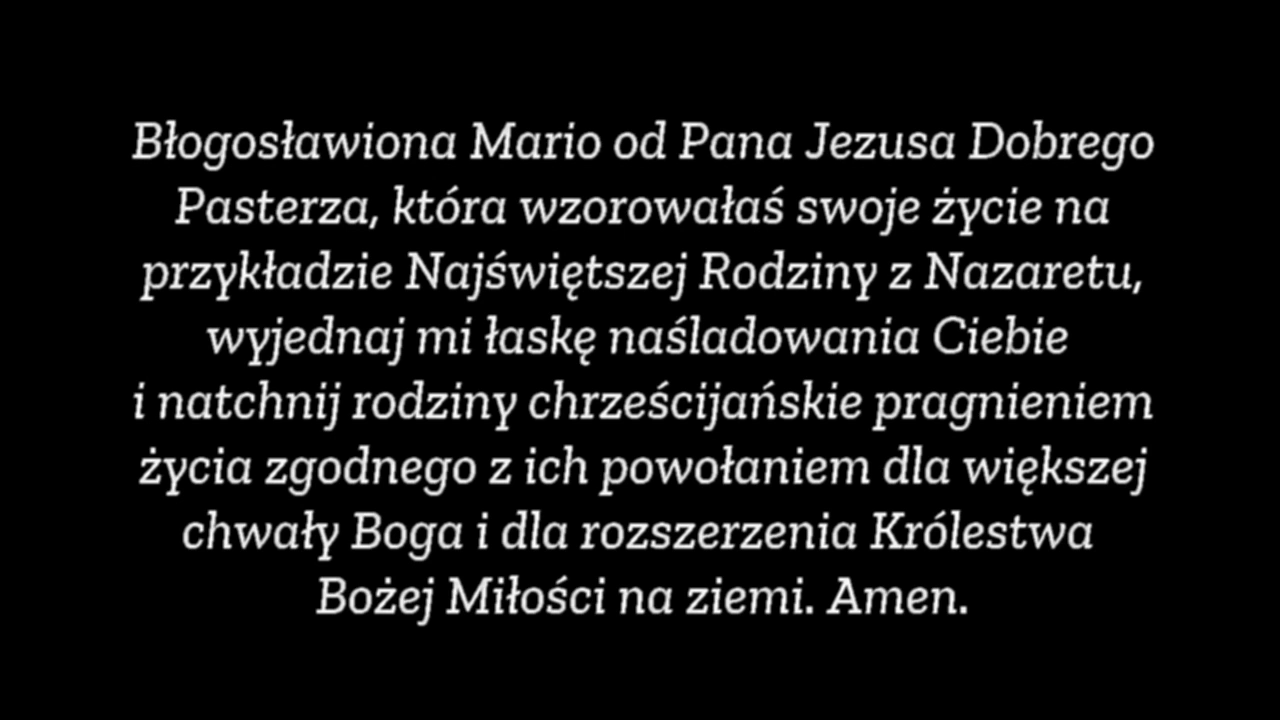 Błogosławiona Mario od Pana Jezusa Dobrego
Pasterza, która wzorowałaś swoje życie na
przykładzie Najświętszej Rodziny z Nazaretu,
wyjednaj mi łaskę naśladowania Ciebie
i natchnij rodziny chrześcijańskie pragnieniem
życia zgodnego z ich powołaniem dla większej
chwały Boga i dla rozszerzenia Królestwa
Bożej Miłości na ziemi. Amen.